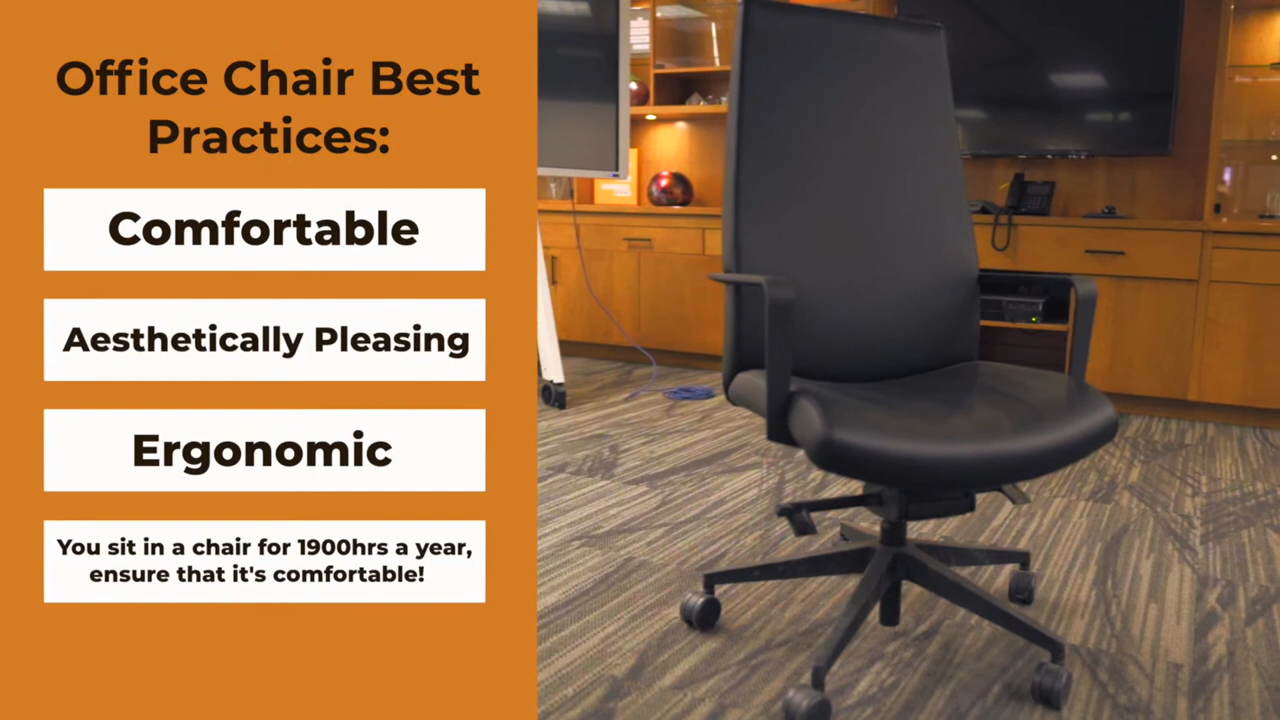 Office Chair Best
Practices:
Comfortable
Aesthetically Pleasing
Ergonomic
You sit in a chair for 1900hrs a year,
ensure that it's comfortable!